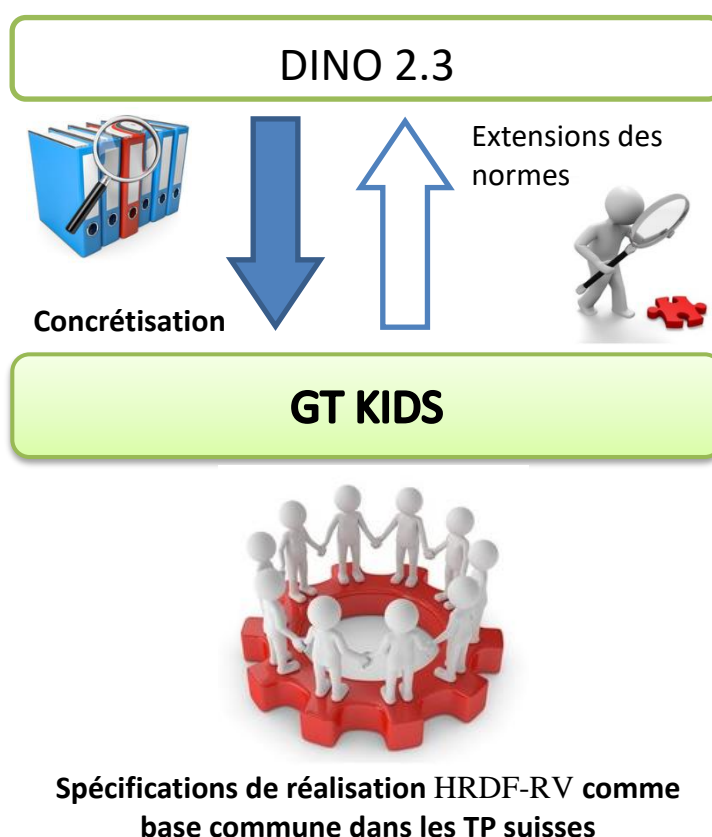 DINO 2.3
Extensions des
normes
Concrétisation
GT KIDS
Spécifications de réalisation HRDF-RV comme
base commune dans les TP suisses